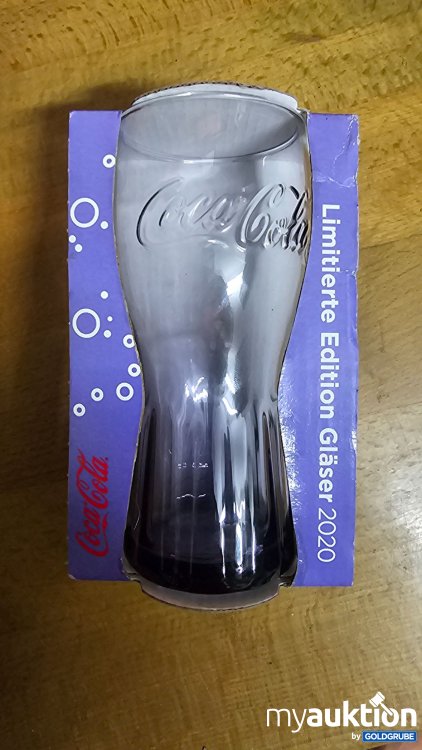 Coca-Cola
Limitierte Edition Gläser 2020
Coca-Cola
myauktion
by GOLDGRUBE